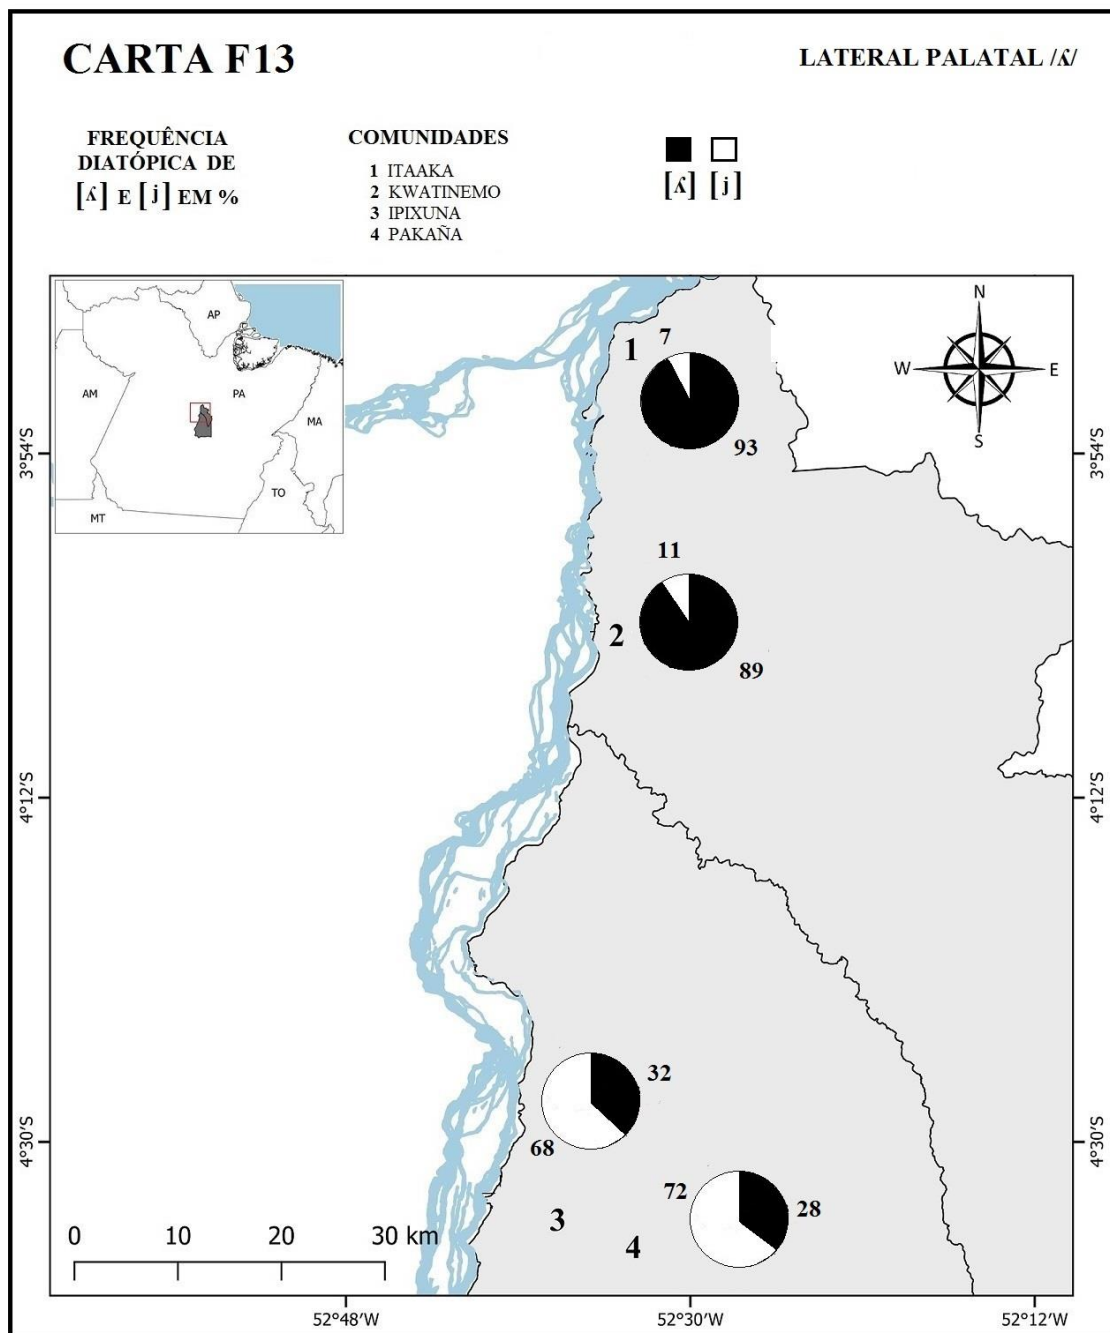 CARTA F13
LATERAL PALATAL /ʎ/
FREQUÊNCIA
DIATÓPICA DE
[ʎ] E [j] EM %
COMUNIDADES
1 ITAAKA
2 KWATINEMO
3 IPIXUNA
4 PAKAÑA
[ʎ] [j]
AP
AM
PA
MA
TO
MT
N
W
E
S
1
7
93
11
2
89
32
68
72
28
3
4
3°54'S
4°12'S
4°30'S
3°54'S
4°12'S
4°30'S
0 10 20 30 km
52°48'W
52°30'W
52°12'W